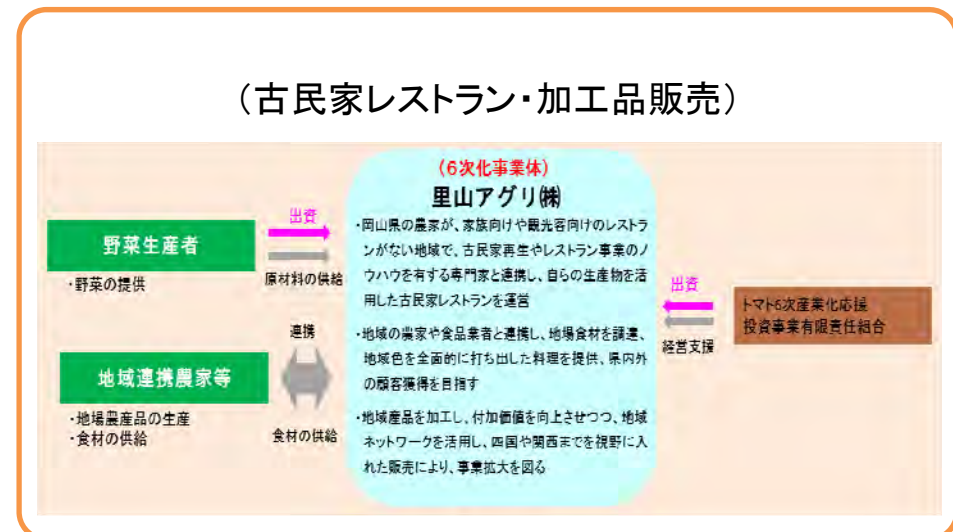 （古民家レストラン・加工品販売）
野菜生産者
・野菜の提供
出資
原材料の供給
地域連携農家等
・地場農産品の生産
・食材の供給
連携
食材の供給
（６次化事業体）
里山アグリ㈱
・岡山県の農家が、家族向けや観光客向けのレストラ
ンがない地域で、古民家再生やレストラン事業のノ
ウハウを有する専門家と連携し、自らの生産物を活
用した古民家レストランを運営
・地域の農家や食品業者と連携し、地場食材を調達、
地域色を全面的に打ち出した料理を提供、県内外
の顧客獲得を目指す
・地域産品を加工し、付加価値を向上させつつ、地域
ネットワークを活用し、四国や関西までを視野に入
れた販売により、事業拡大を図る
出資
経営支援
トマト6次産業化応援
投資事業有限責任組合